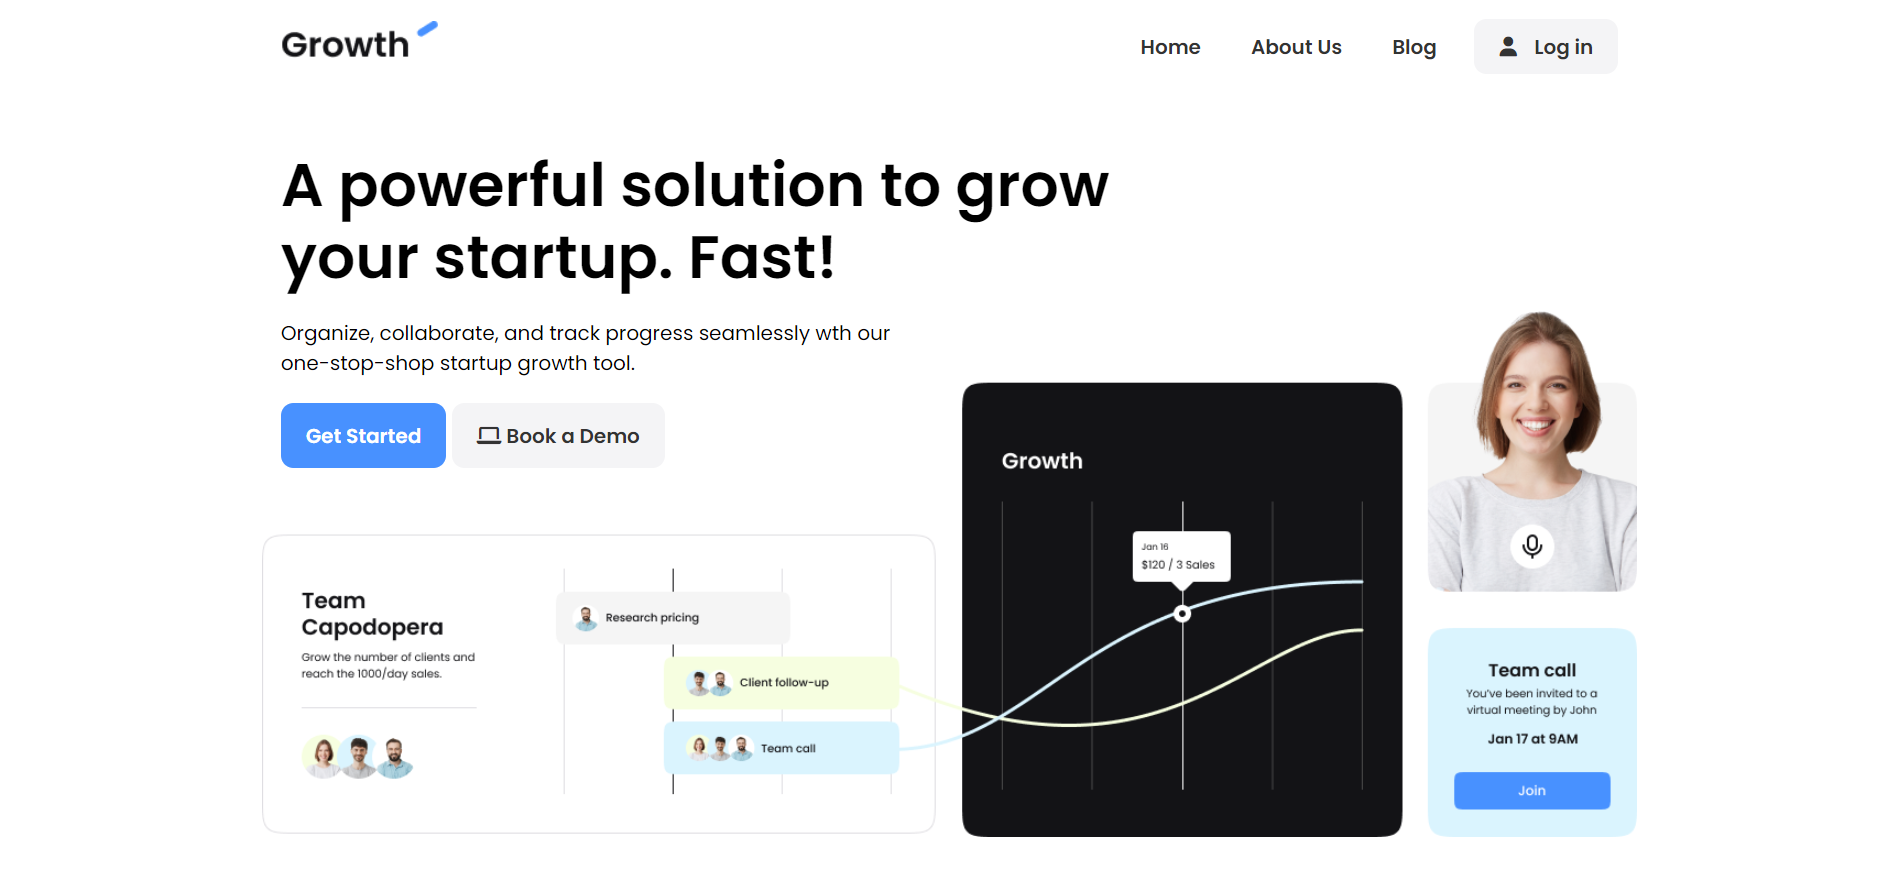 Growth
Home
About Us
Blog
Log in
A powerful solution to grow
your startup. Fast!
Organize, collaborate, and track progress seamlessly wth our
one-stop-shop startup growth tool.
Get Started
Book a Demo
Team
Capodopera
Grow the number of clients and
reach the 1000/day sales.
Research pricing
Client follow-up
Team call
Growth
Jan 16
$120 / 3 Sales
Team call
You've been invited to a
virtual meeting by John
Jan 17 at 9AM
Join